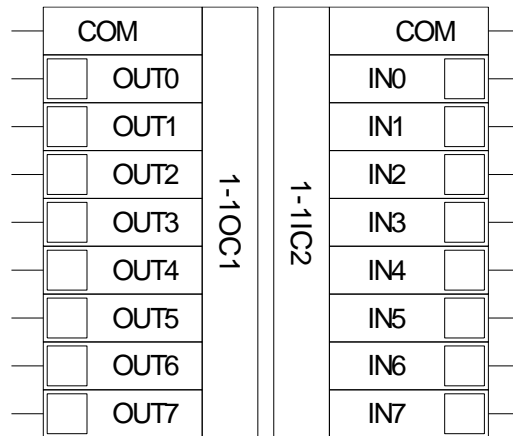 COM
OUT0
OUT1
OUT2
OUT3
OUT4
OUT5
OUT6
OUT7
1-1OC1
1-1IC2
COM
IN0
IN1
IN2
IN3
IN4
IN5
IN6
IN7